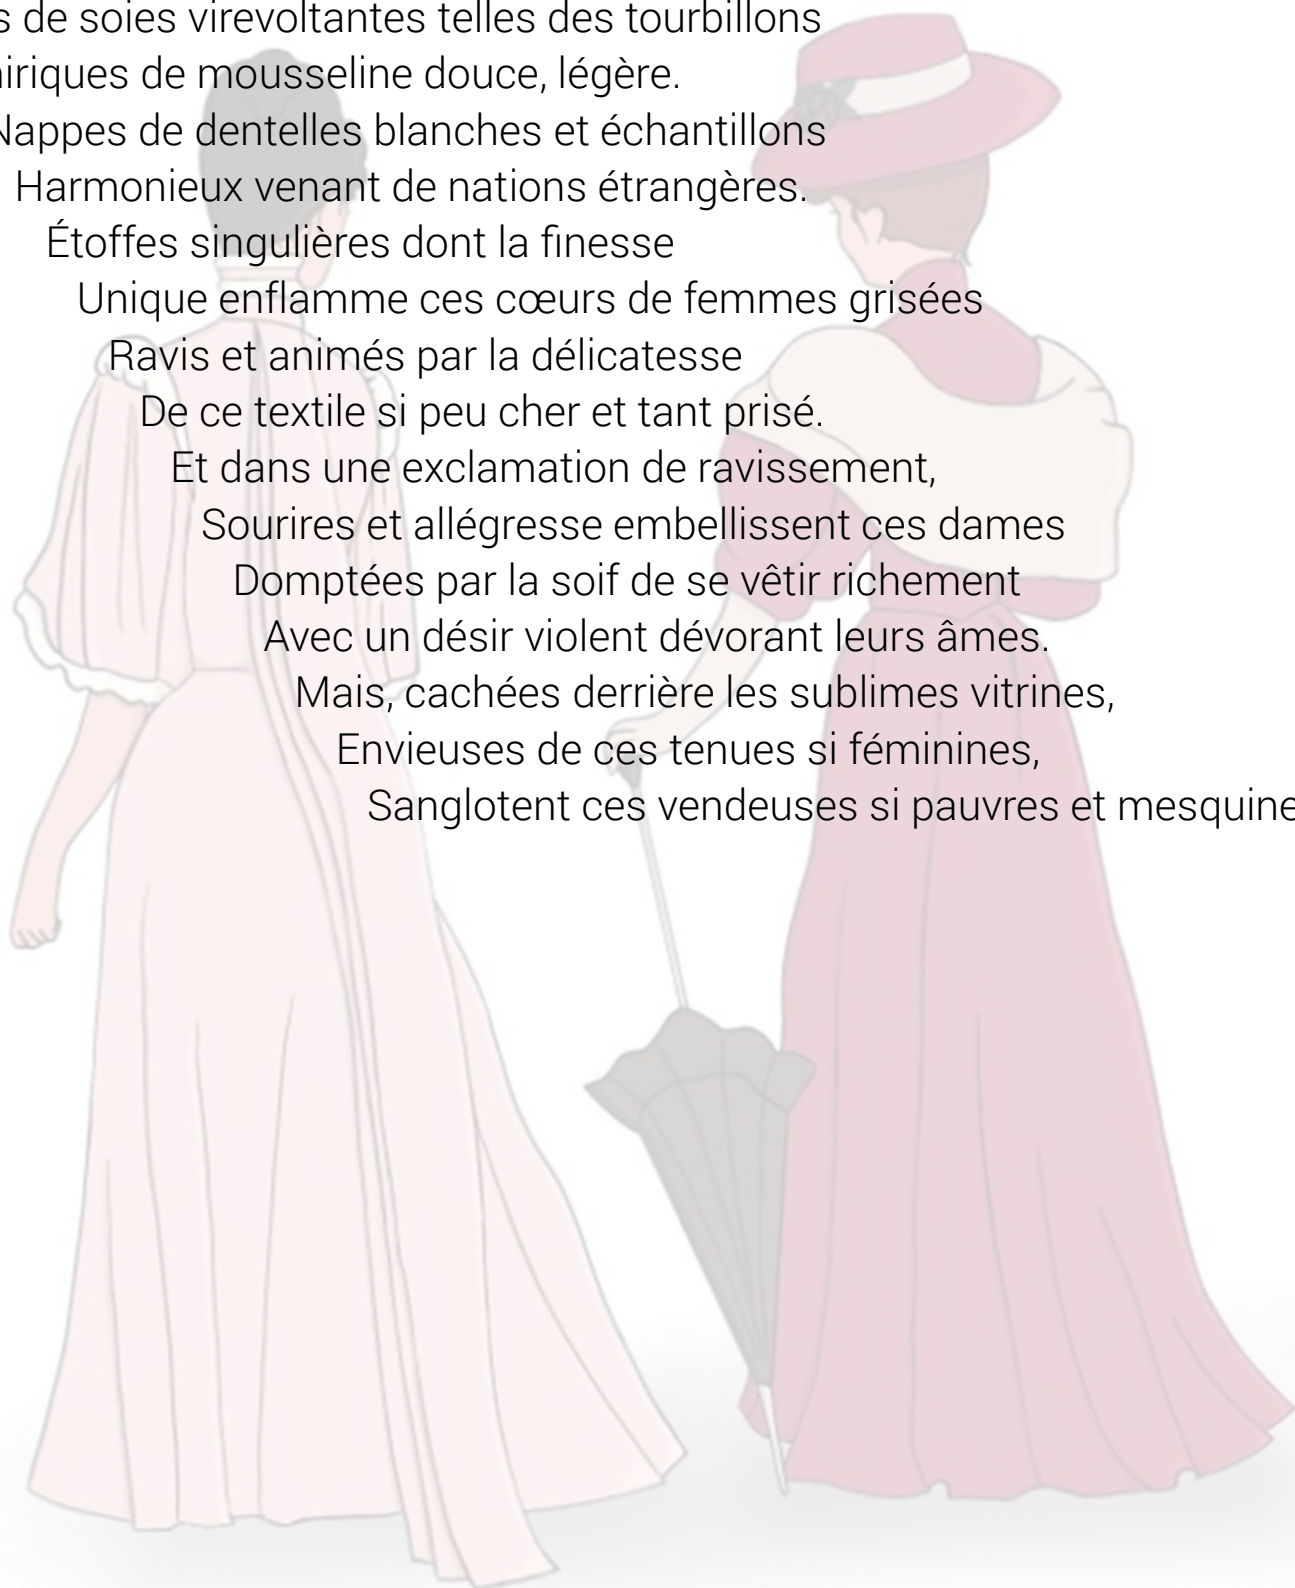 de soies virevoltantes telles des tourbillons
de mousseline douce, légère.
Nappes de dentelles blanches et échantillons
Harmonieux venant de nations étrangères.
Étoffes singulières dont la finesse
Unique enflamme ces cœurs de femmes grisées
Ravis et animés par la délicatesse
De ce textile si peu cher et tant prisé.
Et dans une exclamation de ravissement,
Sourires et allégresse embellissent ces dames
Domptées par la soif de se vêtir richement
Avec un désir violent dévorant leurs âmes.
Mais, cachées derrière les sublimes vitrines,
Envieuses de ces tenues si féminines,
Sanglotent ces vendeuses si pauvres et mesquine